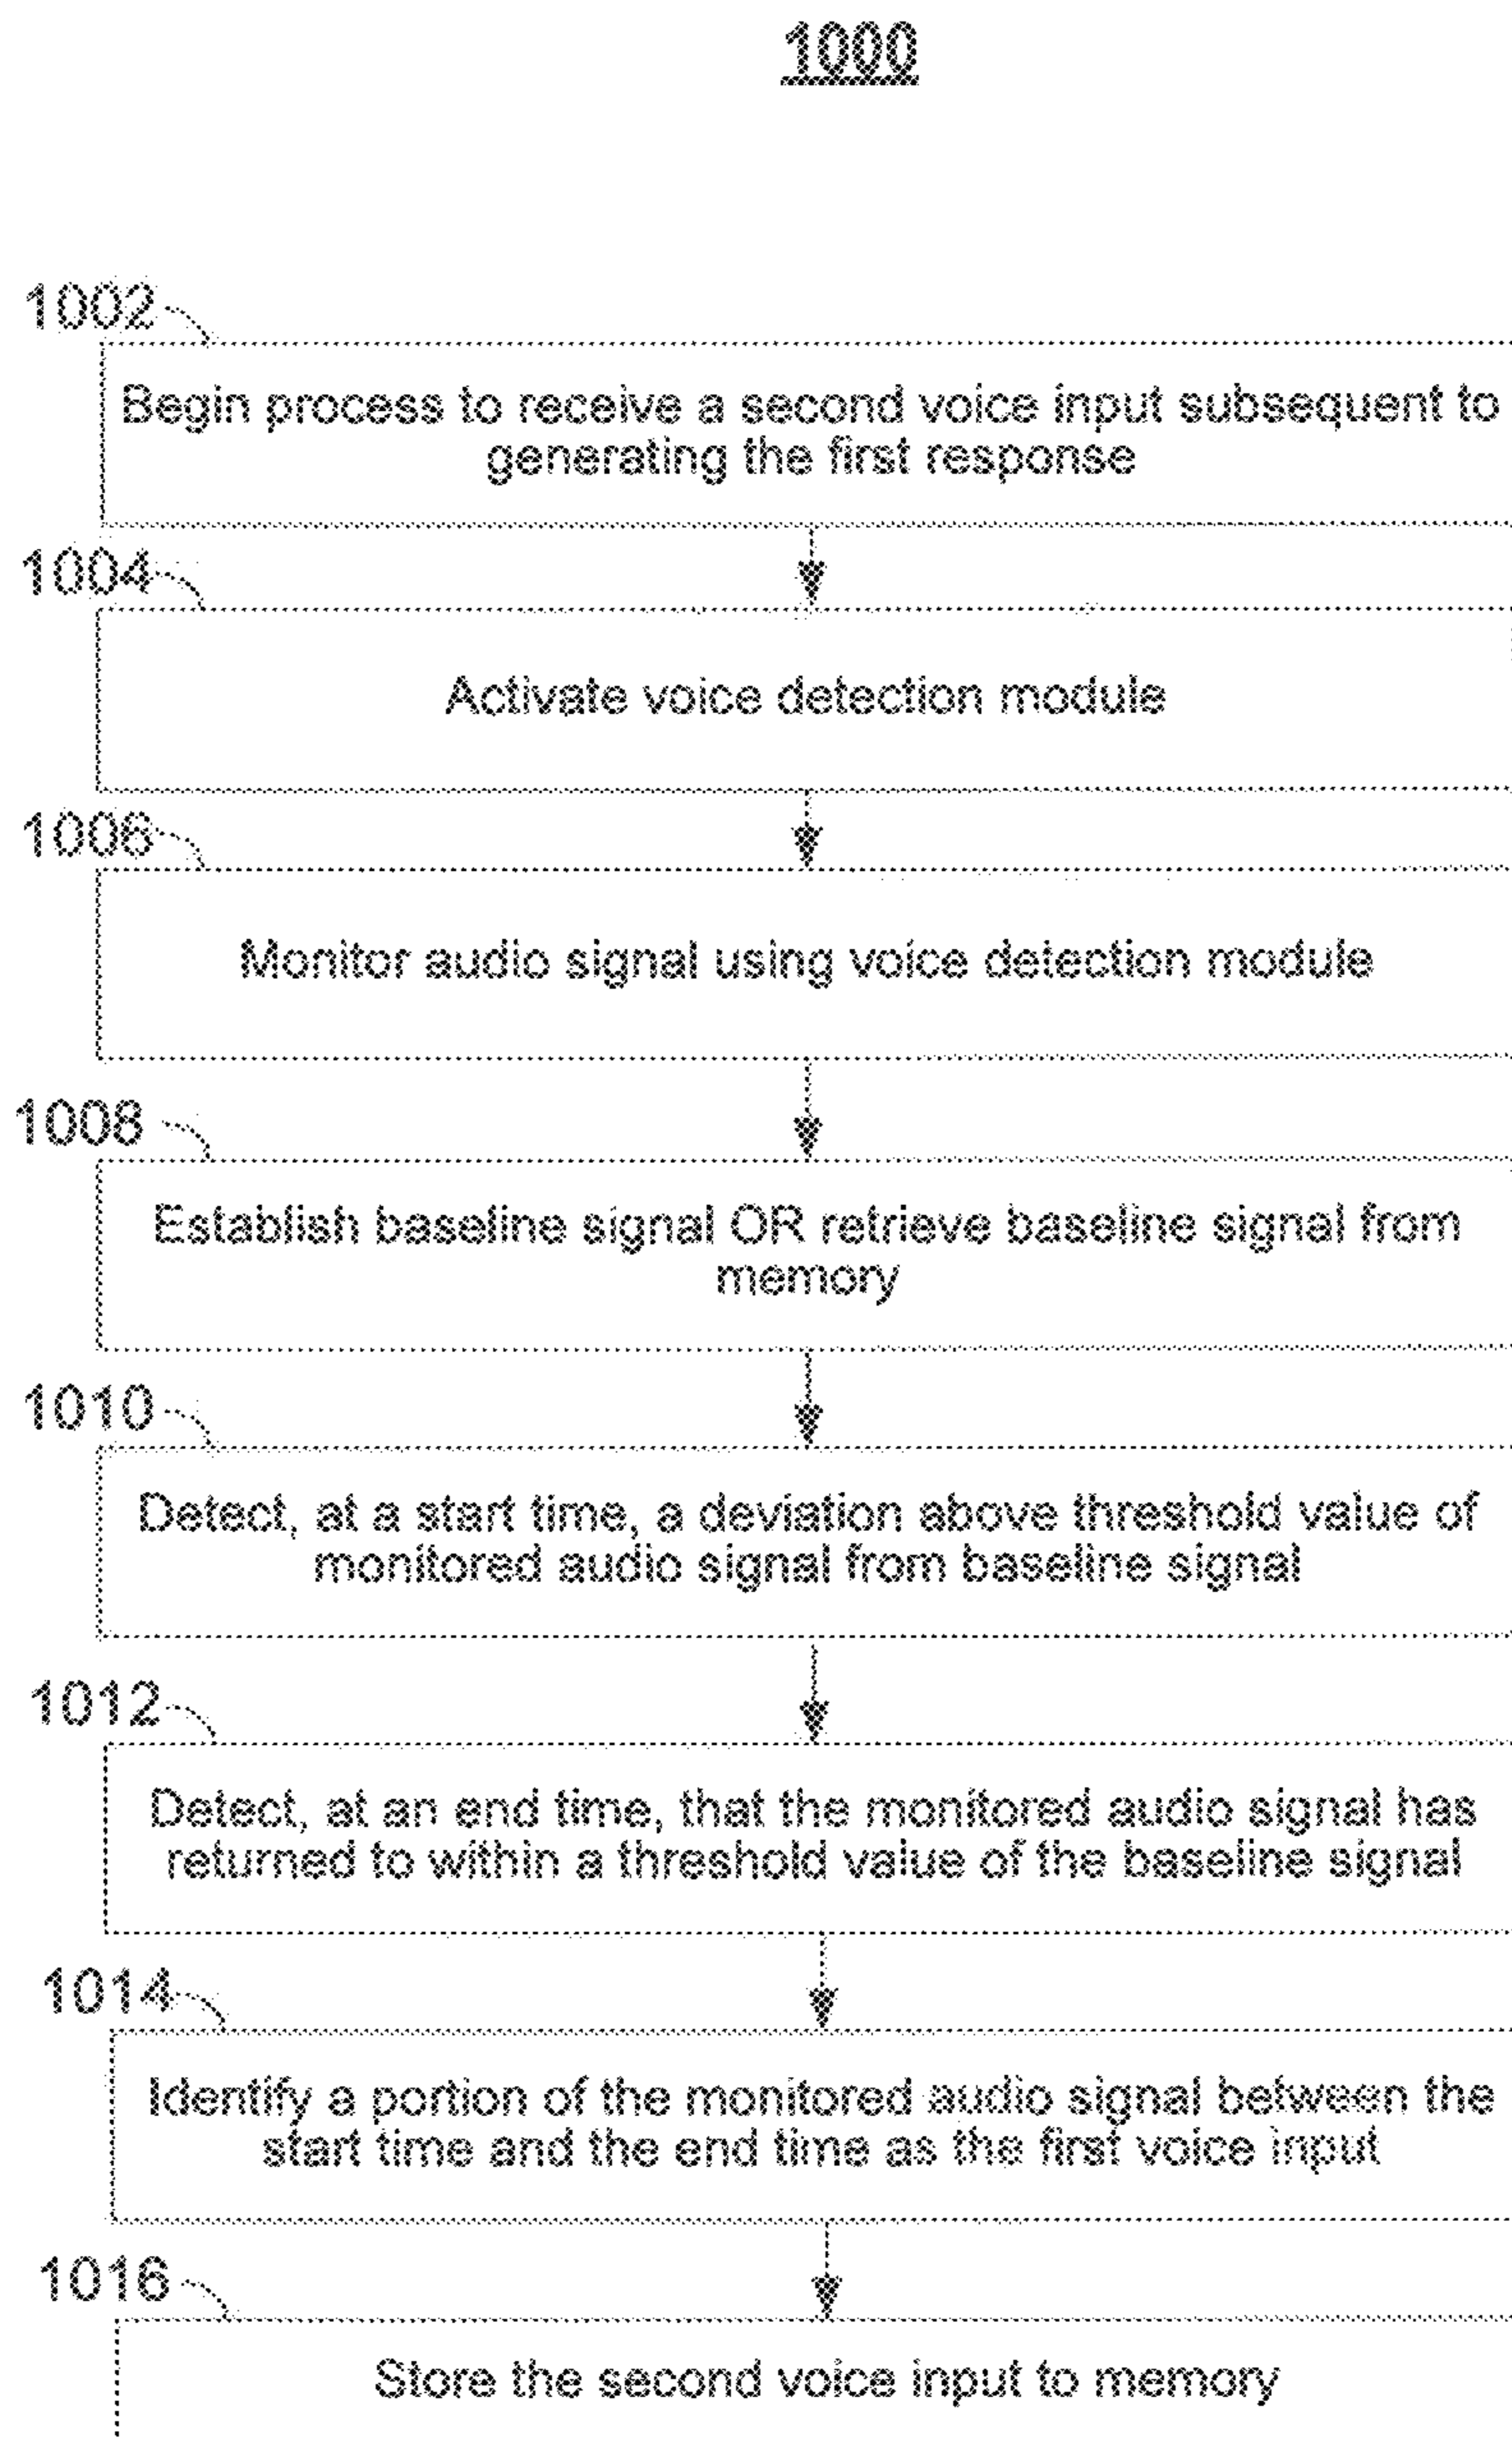 1000
1002
Begin process to receive a second voice input subsequent to
generating the first response
1004
Activate voice detection module
1006
Monitor audio signal using voice detection module
1008
Establish baseline signal OR retrieve baseline signal from
memory
1010
Detect, at a start time, a deviation above threshold value of
monitored audio signal from baseline signal
1012
Detect, at an end time, that the monitored audio signal has
returned to within a threshold value of the baseline signal
1014
Identify a portion of the monitored audio signal between the
start time and the end time as the first voice input
1016
Store the second voice input to memory